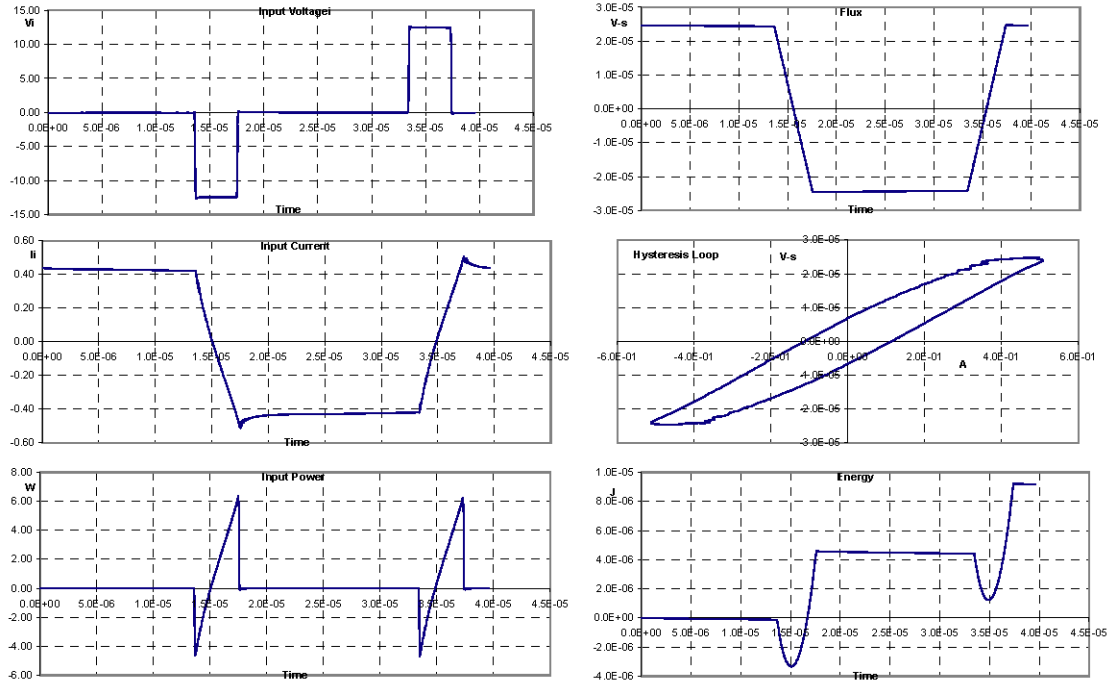 Input Voltagei
Vi
15.00
10.00
5.00
0.00
-5.00
-10.00
-15.00
0.0E+00 5.0E-06 1.0E-05 1.5E-05 2.0E-05 2.5E-05 3.0E-05 3.5E-05 4.0E-05 4.5E-05
Time
Flux
V-s
3.0E-05
2.0E-05
1.0E-05
0.0E+00
-1.0E-05
-2.0E-05
-3.0E-05
0.0E+00 5.0E-06 1.0E-05 1.5E-05 2.0E-05 2.5E-05 3.0E-05 3.5E-05 4.0E-05 4.5E-05
Time
Input Current
Ii
0.60
0.40
0.20
0.00
-0.20
-0.40
-0.60
0.0E+00 5.0E-06 1.0E-05 1.5E-05 2.0E-05 2.5E-05 3.0E-05 3.5E-05 4.0E-05 4.5E-05
Time
Hysteresis Loop
V-s
3.0E-05
2.0E-05
1.0E-05
0.0E+00
-1.0E-05
-2.0E-05
-3.0E-05
-6.0E-01 -4.0E-01 -2.0E-01 0.0E+00 2.0E-01 4.0E-01 6.0E-01
A
Input Power
W
8.00
6.00
4.00
2.00
0.00
-2.00
-4.00
-6.00
0.0E+00 5.0E-06 1.0E-05 1.5E-05 2.0E-05 2.5E-05 3.0E-05 3.5E-05 4.0E-05 4.5E-05
Time
Energy
J
1.0E-05
8.0E-06
6.0E-06
4.0E-06
2.0E-06
0.0E+00
-2.0E-06
-4.0E-06
0.0E+00 5.0E-06 1.0E-05 1.5E-05 2.0E-05 2.5E-05 3.0E-05 3.5E-05 4.0E-05 4.5E-05
Time